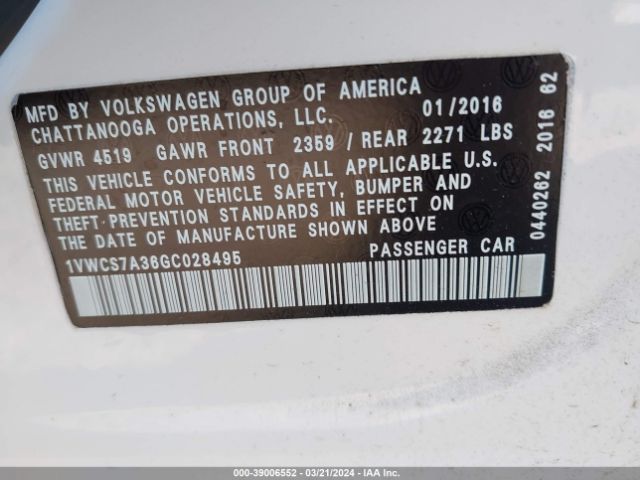 MFD BY VOLKSWAGEN GROUP OF AMERICA
CHATTANOOGA OPERATIONS, LLC. 01/2016
GVWR 4519 GAWR FRONT 2359 / REAR 2271 LBS
THIS VEHICLE CONFORMS TO ALL APPLICABLE U.S.
FEDERAL MOTOR VEHICLE SAFETY, BUMPER AND
THEFT PREVENTION STANDARDS IN EFFECT ON
THE DATE OF MANUFACTURE SHOWN ABOVE
1VWCS7A36GC028495 PASSENGER CAR
0440262 2016 62
000-39006552 — 03/21/2024 — IAA Inc.